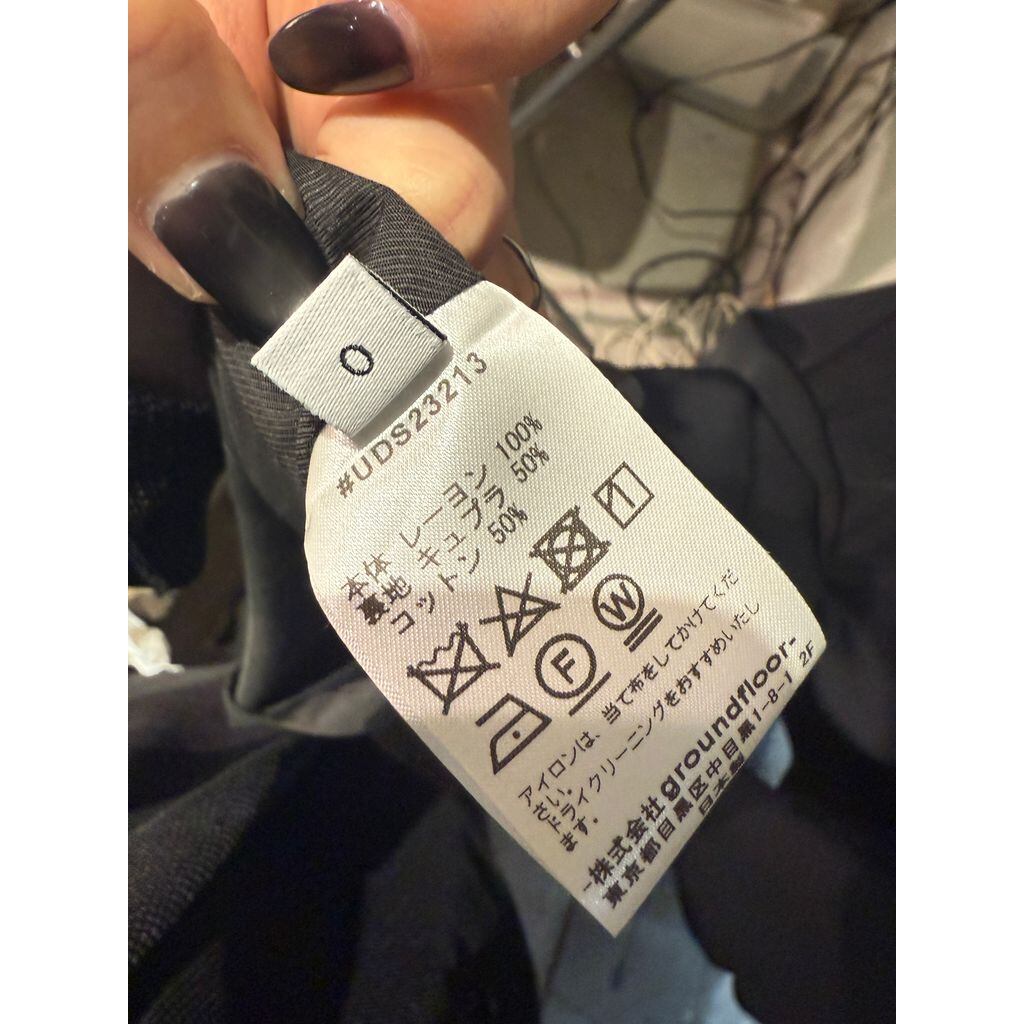 0
#UDS23213
本体 レーヨン 100%
裏地 キュプラ 50%
コットン 50%
F
W
アイロンは、当て布をしてかけてくだ
さい。
ドライクリーニングをおすすめいたし
ます。
-株式会社groundfloor-
東京都目黒区中目黒1-8-1 2F
日本製